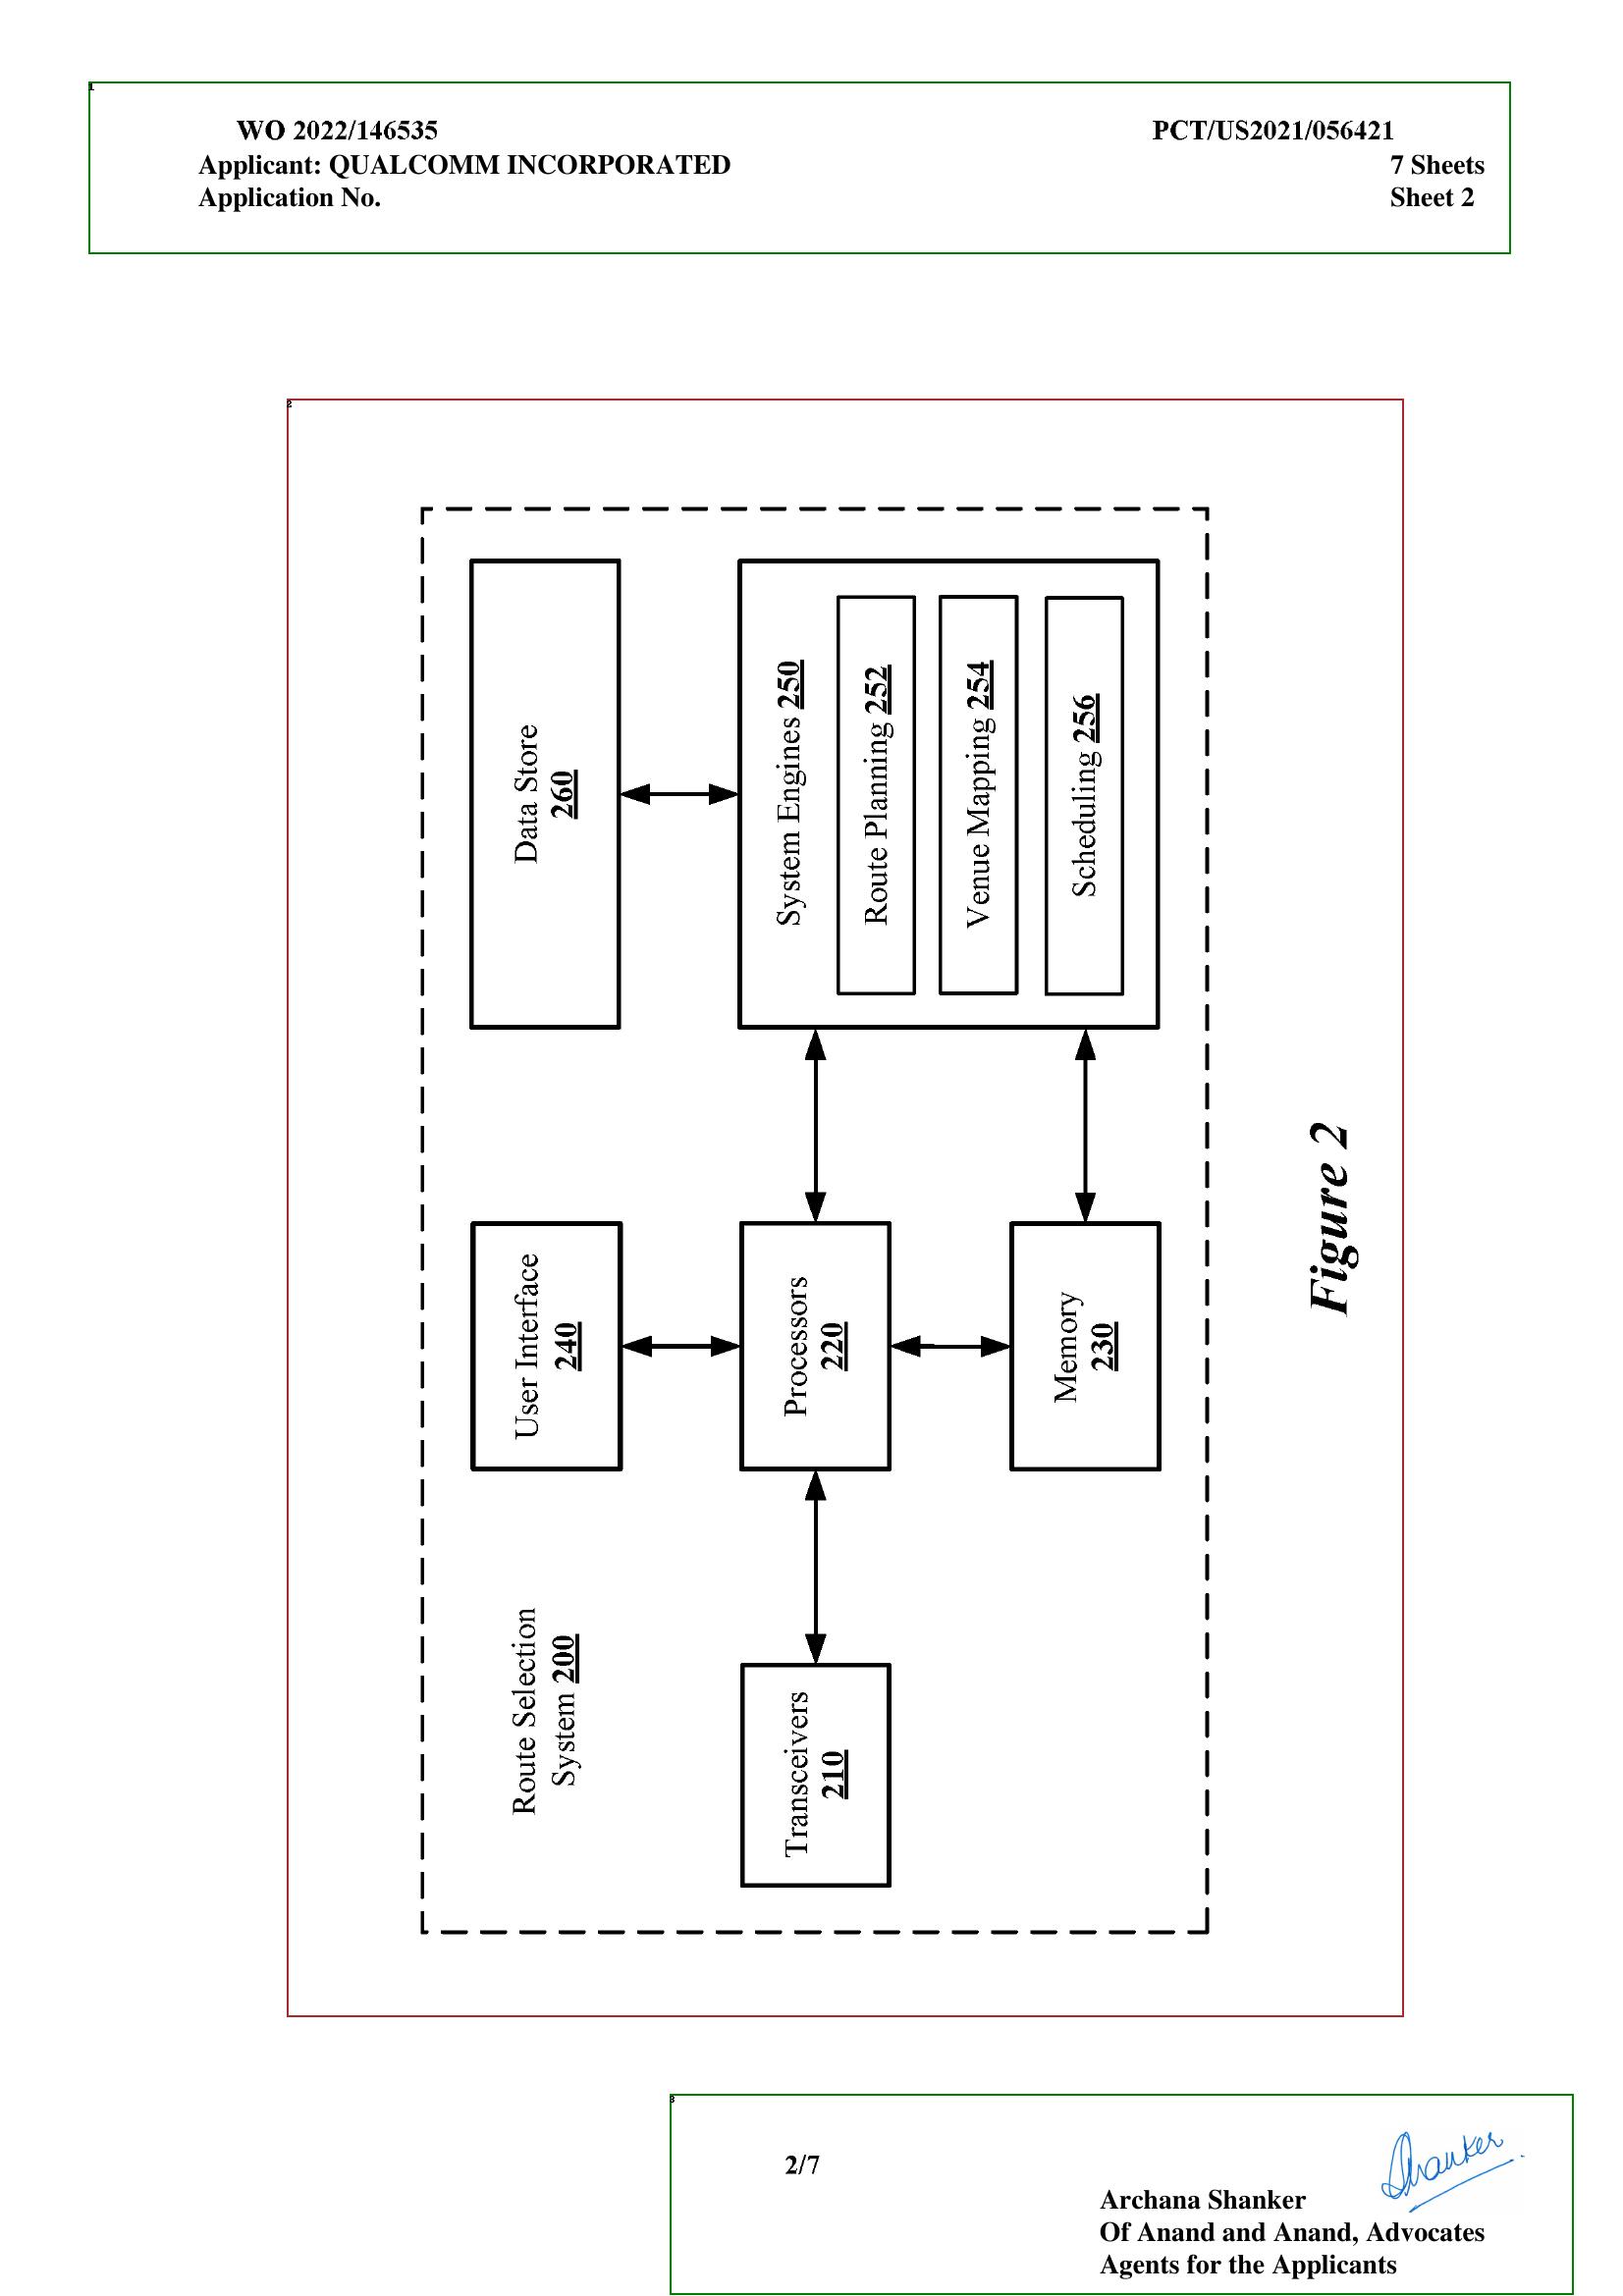 1
WO 2022/146535
PCT/US2021/056421
Applicant: QUALCOMM INCORPORATED
7 Sheets
Application No.
Sheet 2
2
Route Selection
System 200
User Interface
240
Data Store
260
Transceivers
210
Processors
220
System Engines 250
Route Planning 252
Venue Mapping 254
Scheduling 256
Memory
230
Figure 2
3
2/7
Shanker
Archana Shanker
Of Anand and Anand, Advocates
Agents for the Applicants